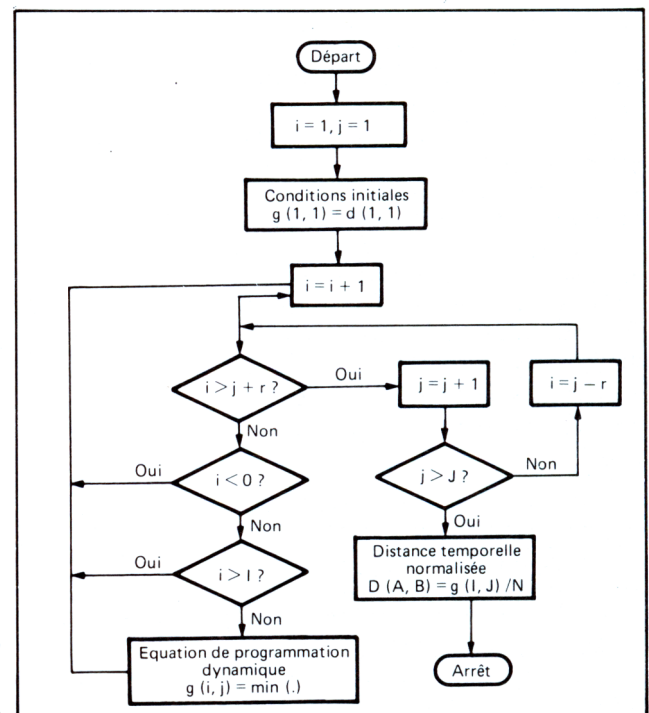 Départ
i = 1, j = 1
Conditions initiales
g (1, 1) = d (1, 1)
i = i + 1
i > j + r ?
Oui
j = j + 1
i = j – r
Non
Oui
i < 0 ?
j > J ?
Non
Non
Oui
Oui
i > I ?
Distance temporelle
normalisée
D (A, B) = g (I, J) /N
Non
Equation de programmation
dynamique
g (i, j) = min (.)
Arrêt